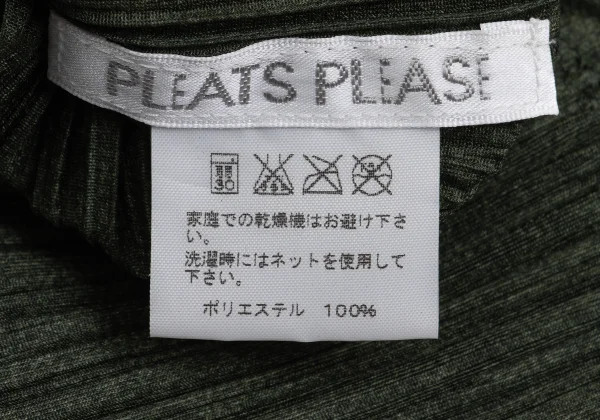 PLEATS PLEASE
30
家庭での乾燥機はお避け下さ
い。
洗濯時にはネットを使用して
下さい。
ポリエステル 100%